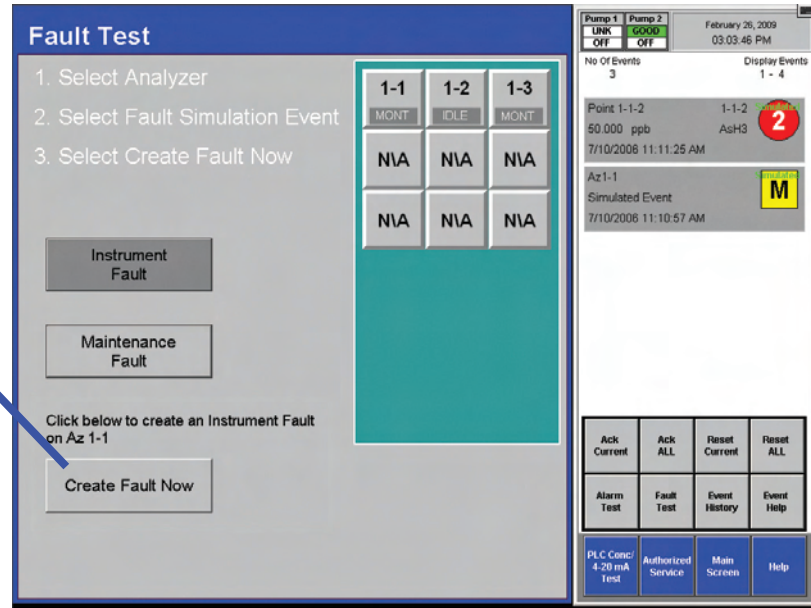 Fault Test
1. Select Analyzer
2. Select Fault Simulation Event
3. Select Create Fault Now
1-1 1-2 1-3
MONT IDLE MONT
N\A N\A N\A
N\A N\A N\A
Instrument
Fault
Maintenance
Fault
Click below to create an Instrument Fault
on Az 1-1
Create Fault Now
Pump 1 Pump 2
UNK GOOD
OFF OFF
February 26, 2009
03:03:46 PM
No Of Events Display Events
3 1 - 4
Point 1-1-2 1-1-2
50.000 ppb AsH3
7/10/2006 11:11:25 AM
Simulated
2
Az1-1
Simulated Event
7/10/2006 11:10:57 AM
Simulated
M
Ack
Current
Ack
ALL
Reset
Current
Reset
ALL
Alarm
Test
Fault
Test
Event
History
Event
Help
PLC Conc/
4-20 mA
Test
Authorized
Service
Main
Screen
Help